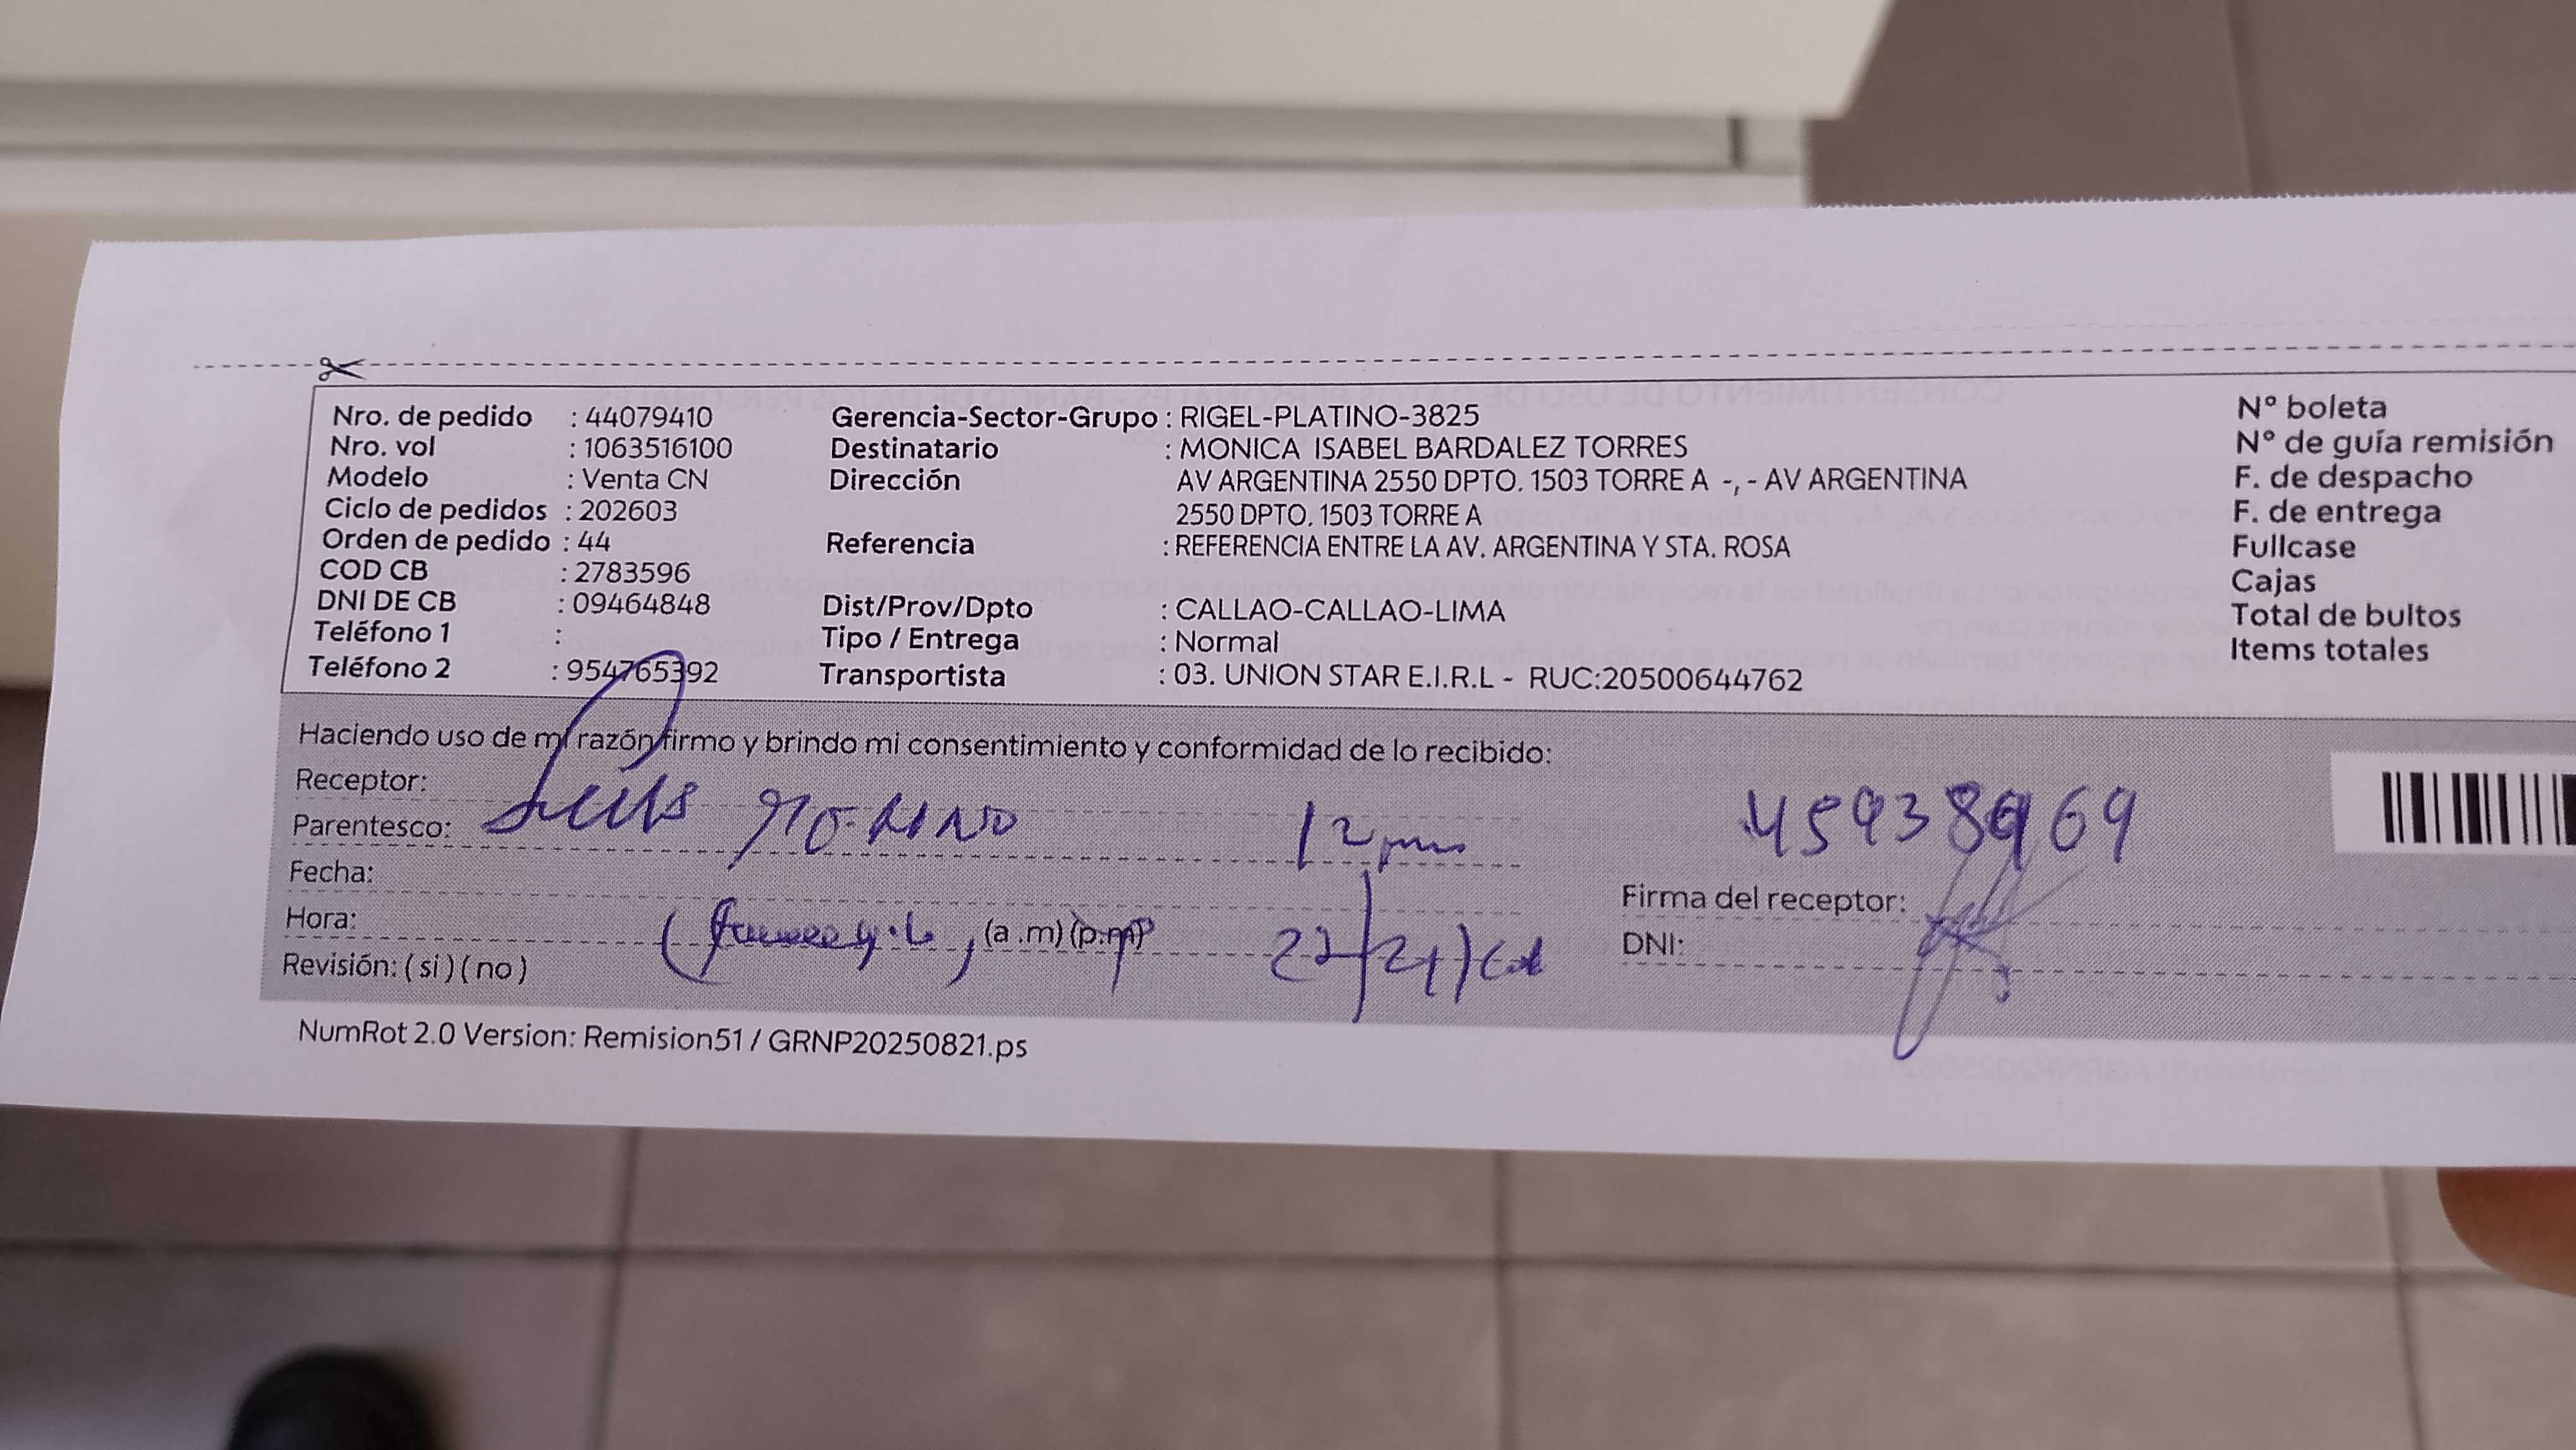 Nro. de pedido : 44079410 Gerencia-Sector-Grupo : RIGEL-PLATINO-3825 N° boleta
Nro. vol : 1063516100 Destinatario : MONICA ISABEL BARDALEZ TORRES N° de guía remisión
Modelo : Venta CN Dirección AV ARGENTINA 2550 DPTO. 1503 TORRE A -,- AV ARGENTINA F. de despacho
Ciclo de pedidos : 202603 2550 DPTO. 1503 TORRE A F. de entrega
Orden de pedido : 44 Referencia : REFERENCIA ENTRE LA AV. ARGENTINA Y STA. ROSA Fullcase
COD CB : 2783596 Cajas
DNI DE CB : 09464848 Dist/Prov/Dpto : CALLAO-CALLAO-LIMA Total de bultos
Teléfono 1 : Tipo / Entrega : Normal Items totales
Teléfono 2 : 954765392 Transportista : 03. UNION STAR E.I.R.L - RUC:20500644762
Haciendo uso de mi razón firmo y brindo mi consentimiento y conformidad de lo recibido:
Receptor:
Parentesco: Luis 12pm
Fecha: Firma del receptor:
Hora: (a.m) (p.m) DNI:
Revisión: ( si ) ( no )
NumRot 2.0 Version: Remision51 / GRNP20250821.ps